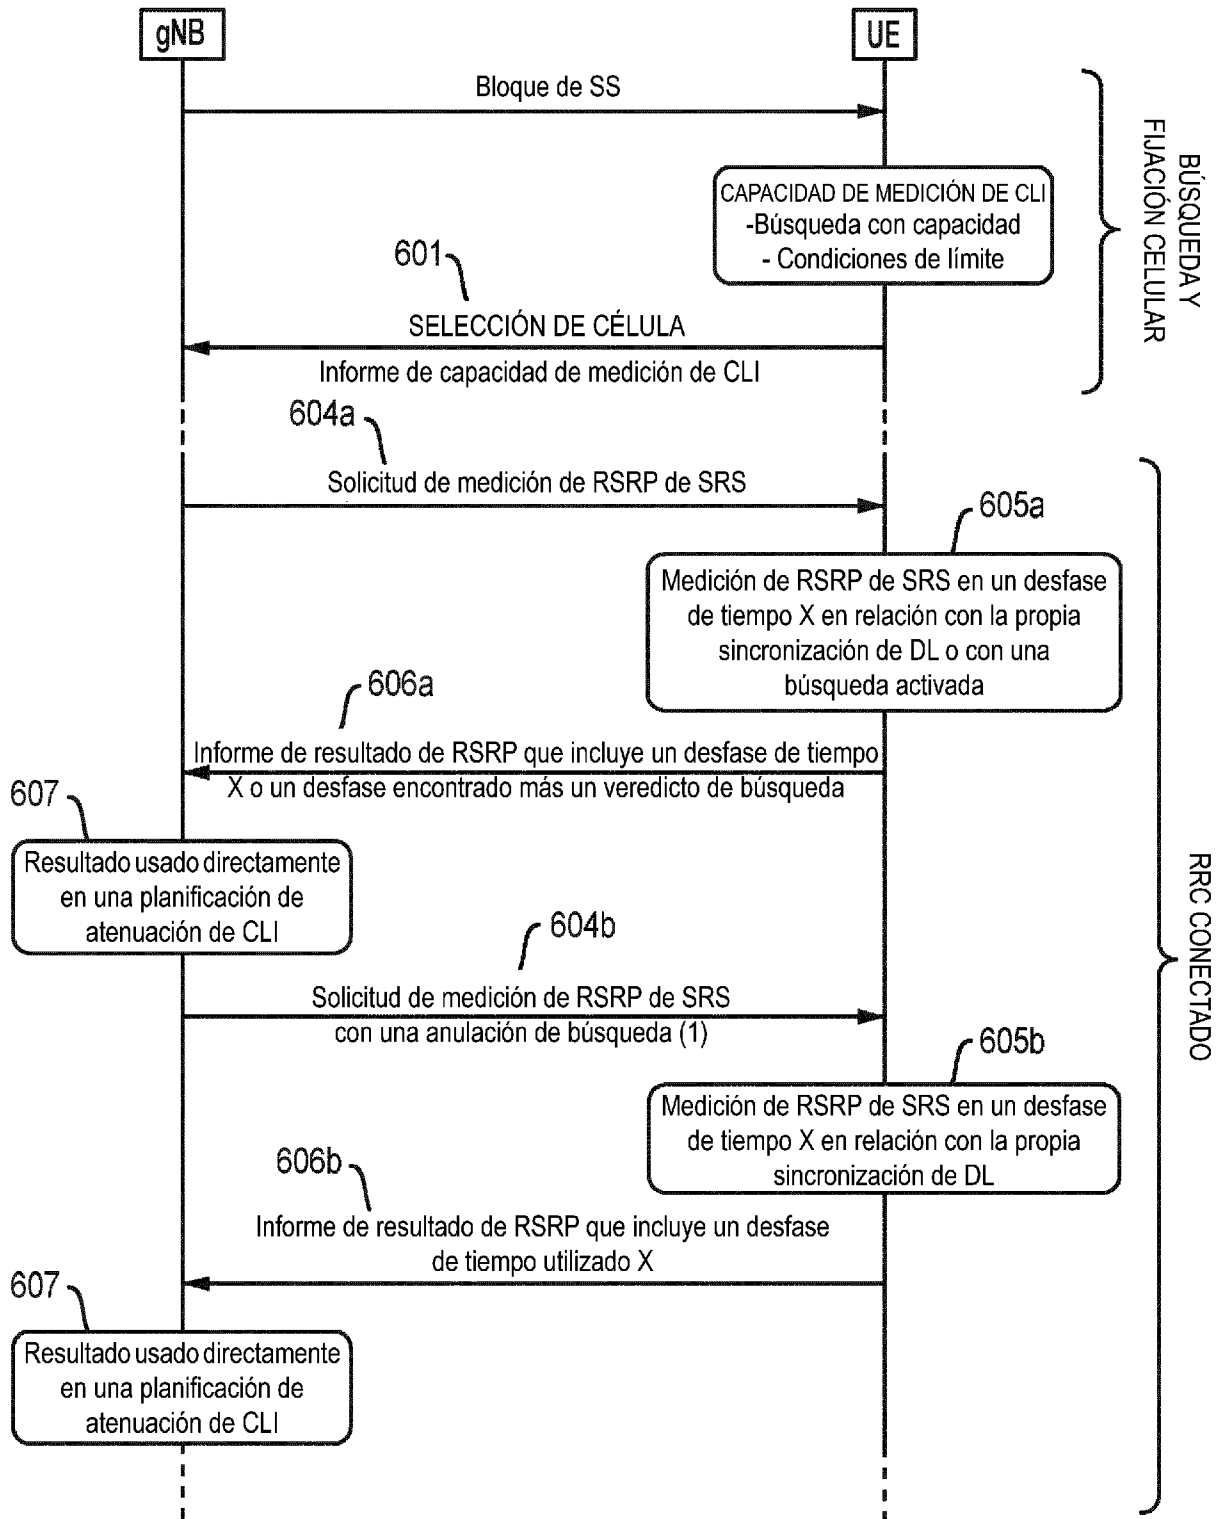 gNB
UE
Bloque de SS
CAPACIDAD DE MEDICIÓN DE CLI
-Búsqueda con capacidad
- Condiciones de límite
BÚSQUEDA Y
FIJACIÓN CELULAR
601
SELECCIÓN DE CÉLULA
Informe de capacidad de medición de CLI
604a
Solicitud de medición de RSRP de SRS
605a
Medición de RSRP de SRS en un desfase
de tiempo X en relación con la propia
sincronización de DL o con una
búsqueda activada
606a
Informe de resultado de RSRP que incluye un desfase de tiempo
X o un desfase encontrado más un veredicto de búsqueda
607
Resultado usado directamente
en una planificación de
atenuación de CLI
RRC CONECTADO
604b
Solicitud de medición de RSRP de SRS
con una anulación de búsqueda (1)
605b
Medición de RSRP de SRS en un desfase
de tiempo X en relación con la propia
sincronización de DL
606b
Informe de resultado de RSRP que incluye un desfase
de tiempo utilizado X
607
Resultado usado directamente
en una planificación de
atenuación de CLI